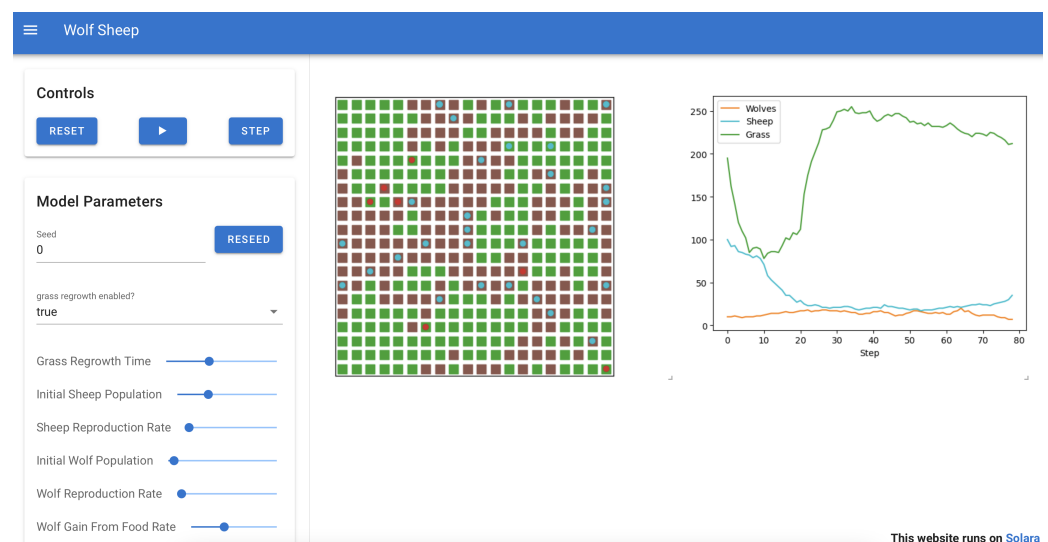 Wolf Sheep
Controls
RESET
STEP
Model Parameters
Seed
0
RESEED
grass regrowth enabled?
true
Grass Regrowth Time
Initial Sheep Population
Sheep Reproduction Rate
Initial Wolf Population
Wolf Reproduction Rate
Wolf Gain From Food Rate
Wolves
Sheep
Grass
250
200
150
100
50
0
0 10 20 30 40 50 60 70 80
Step
This website runs on Solara